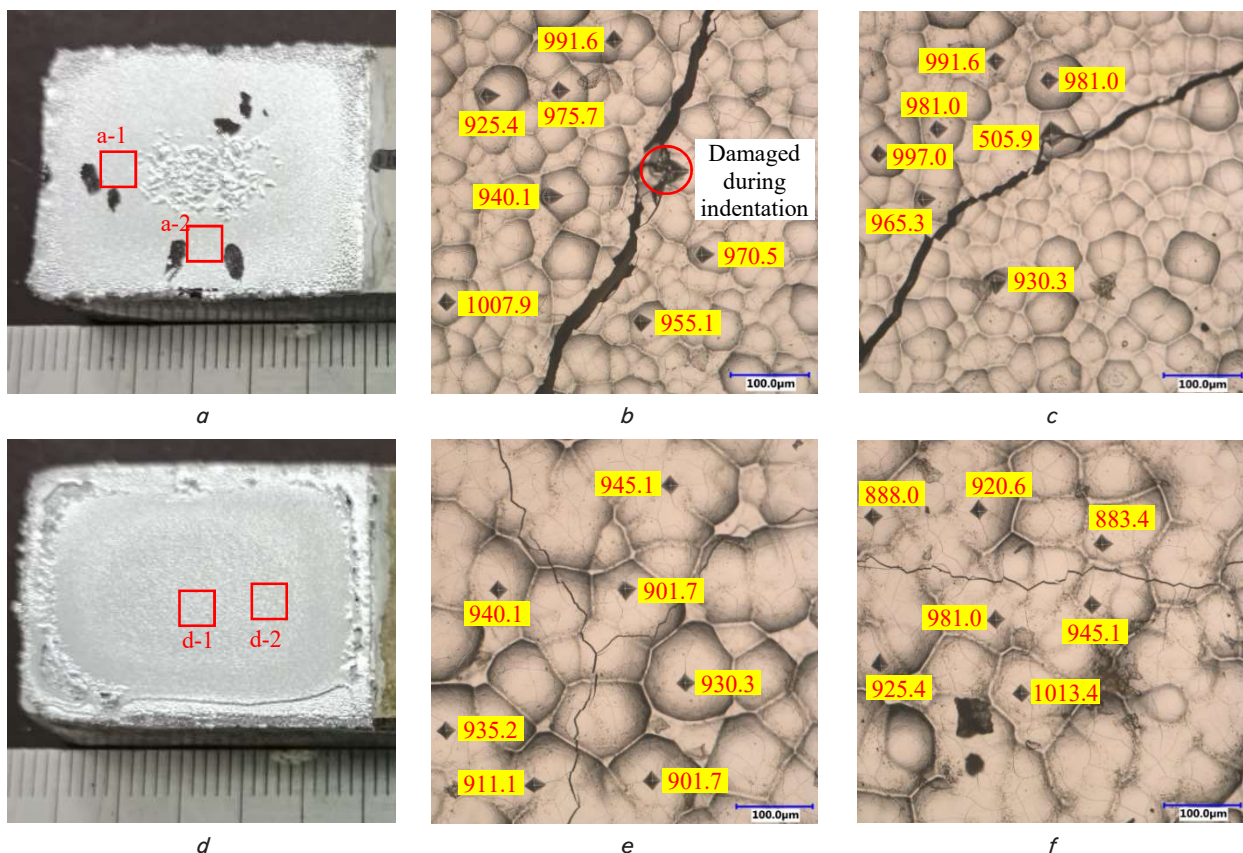 a-1
a-2
a
991.6
975.7
925.4
Damaged
during
indentation
940.1
970.5
1007.9
955.1
100.0µm
b
991.6
981.0
981.0
505.9
997.0
965.3
930.3
100.0µm
c
d-1
d-2
d
945.1
940.1
901.7
930.3
935.2
911.1
901.7
100.0µm
e
888.0
920.6
883.4
981.0
945.1
925.4
1013.4
100.0µm
f